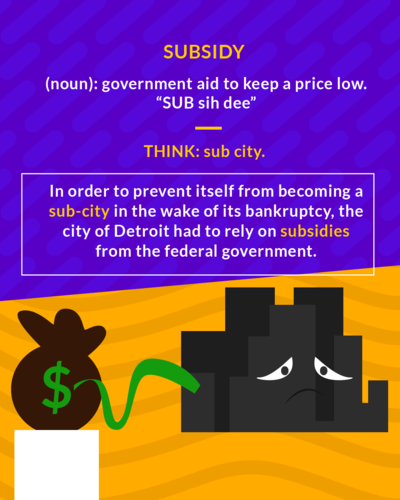 SUBSIDY
(noun): government aid to keep a price low.
“SUB sih dee”
THINK: sub city.
In order to prevent itself from becoming a
sub-city in the wake of its bankruptcy, the
city of Detroit had to rely on subsidies
from the federal government.
$